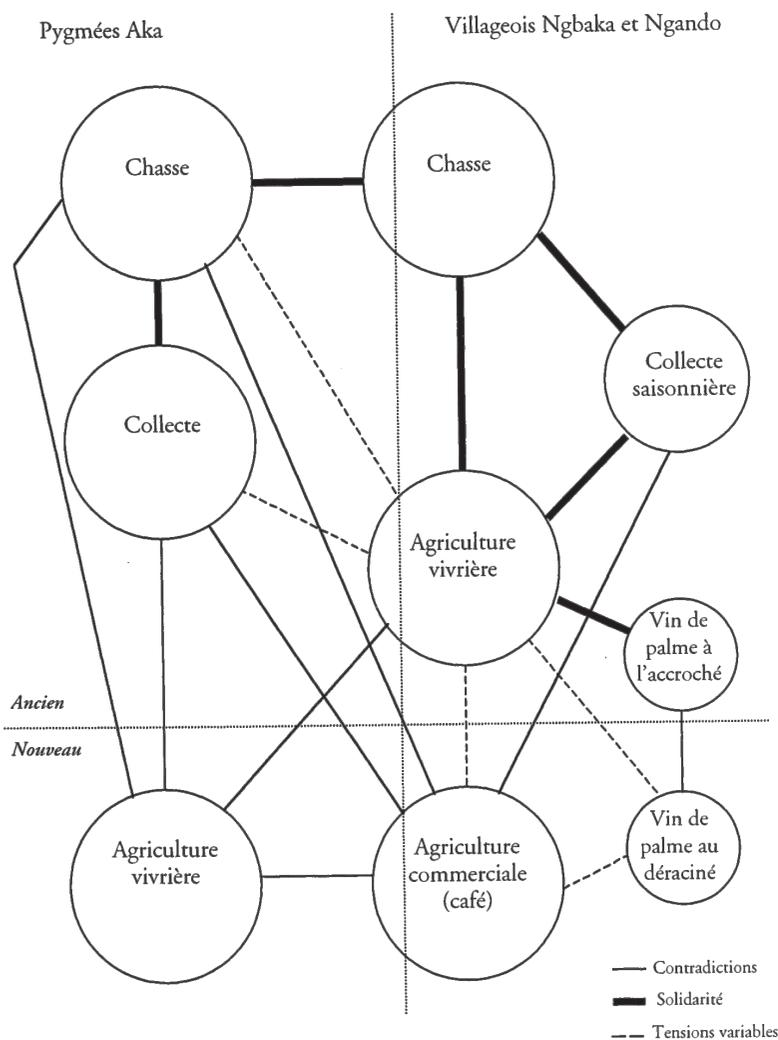 Pygmées Aka
Villageois Ngbaka et Ngando
Chasse
Chasse
Collecte
saisonnière
Collecte
Agriculture
vivrière
Vin de
palme à
l'accroché
Ancien
Nouveau
Agriculture
vivrière
Agriculture
commerciale
(café)
Vin de
palme au
déraciné
Contradictions
Solidarité
Tensions variables